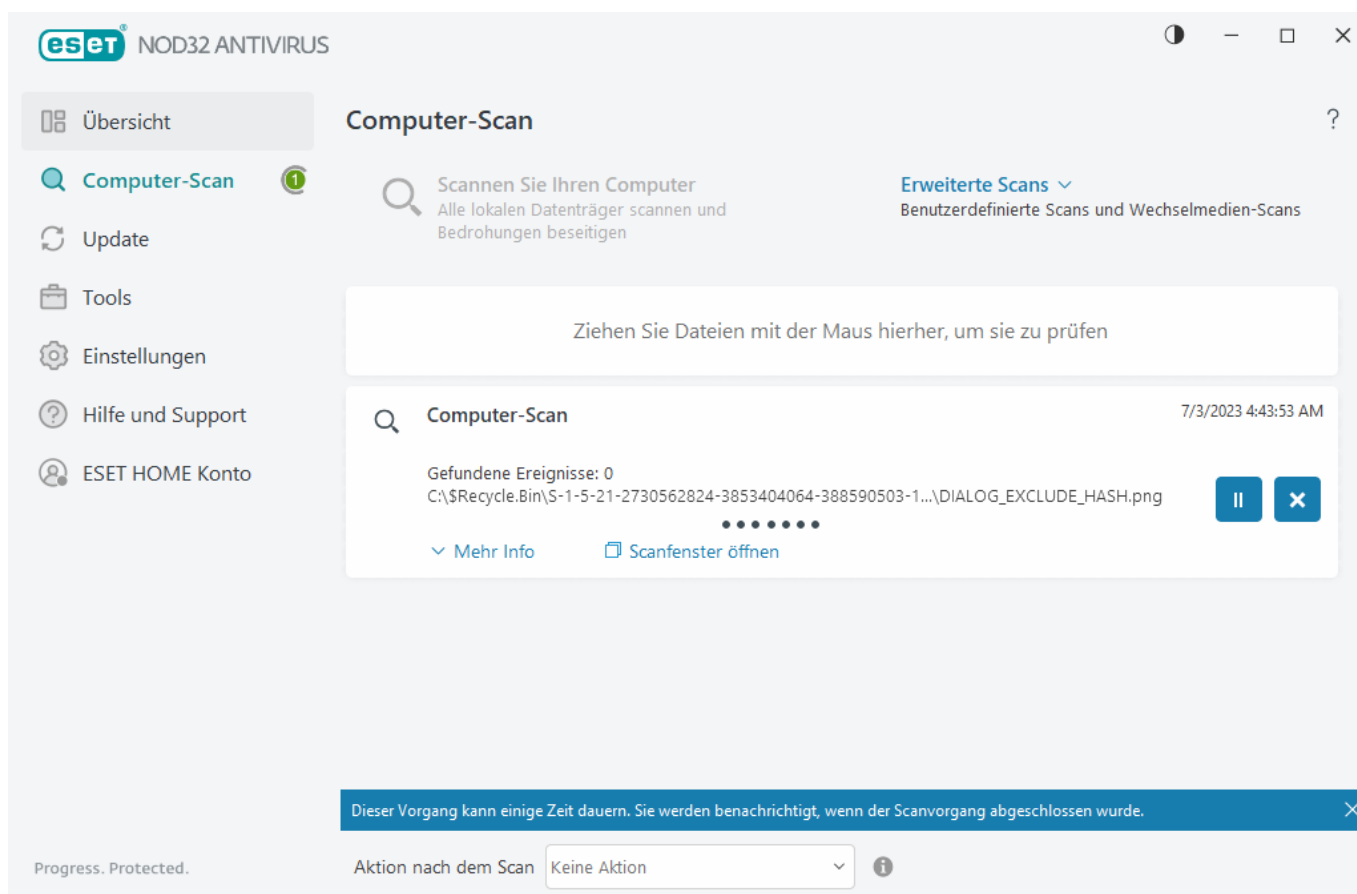 eset® NOD32 ANTIVIRUS
Übersicht
Computer-Scan 1
Update
Tools
Einstellungen
Hilfe und Support
ESET HOME Konto
Progress. Protected.
Computer-Scan ?
Scannen Sie Ihren Computer
Alle lokalen Datenträger scannen und
Bedrohungen beseitigen
Erweiterte Scans
Benutzerdefinierte Scans und Wechselmedien-Scans
Ziehen Sie Dateien mit der Maus hierher, um sie zu prüfen
Computer-Scan
7/3/2023 4:43:53 AM
Gefundene Ereignisse: 0
C:\$Recycle.Bin\S-1-5-21-2730562824-3853404064-388590503-1...\DIALOG_EXCLUDE_HASH.png
Mehr Info
Scanfenster öffnen
Dieser Vorgang kann einige Zeit dauern. Sie werden benachrichtigt, wenn der Scanvorgang abgeschlossen wurde.
Aktion nach dem Scan Keine Aktion